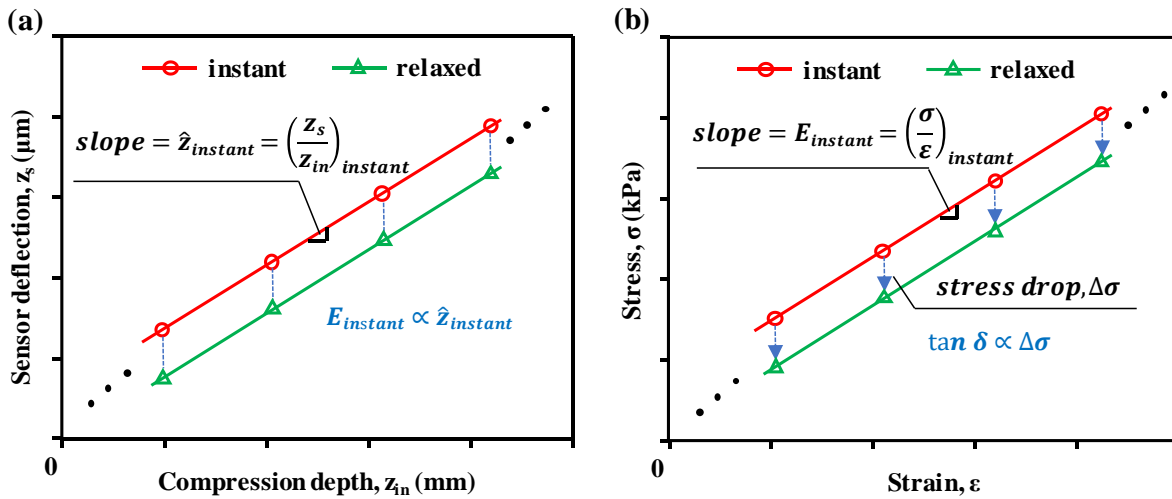 (a)
instant
relaxed
slope = ẑ_instant = (z_s / z_in)_instant
E_instant ∝ ẑ_instant
Sensor deflection, z_s (μm)
0
Compression depth, z_in (mm)
(b)
instant
relaxed
slope = E_instant = (σ / ε)_instant
stress drop, Δσ
tan δ ∝ Δσ
Stress, σ (kPa)
0
Strain, ε